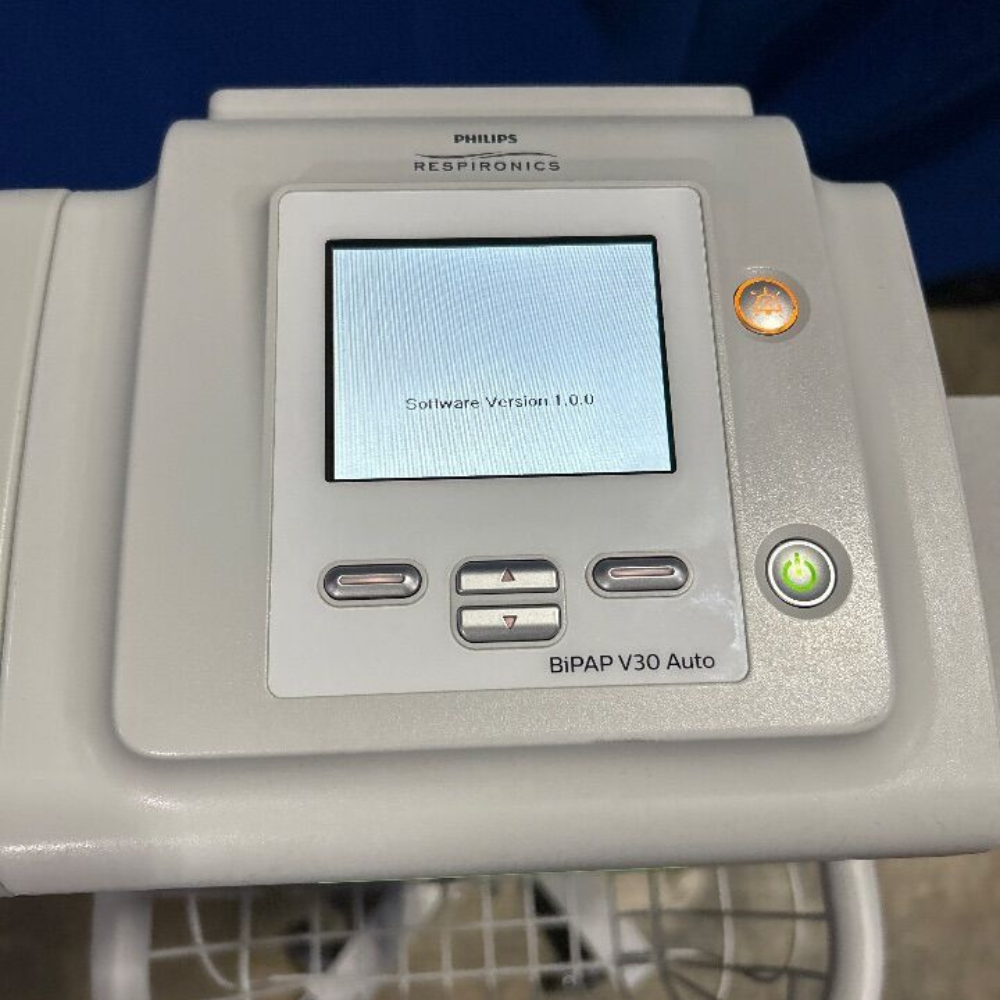 PHILIPS
RESPIRONICS
Software Version 1.0.0
BiPAP V30 Auto